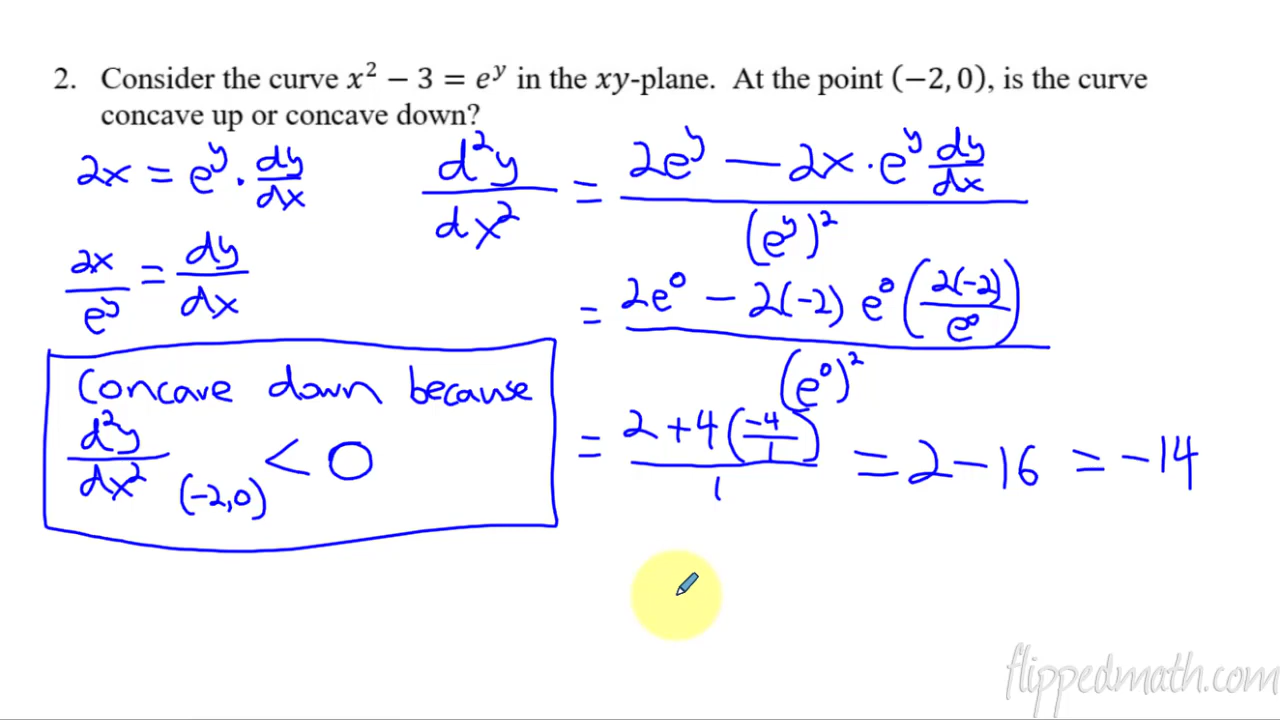 2. Consider the curve x² − 3 = eʸ in the xy-plane. At the point (−2, 0), is the curve
concave up or concave down?
2x = eʸ · dy/dx
2x/eʸ = dy/dx
d²y/dx² = (2eʸ − 2x · eʸ dy/dx)/(eʸ)²
= (2e⁰ − 2(−2) e⁰ (2(−2)/e⁰))/(e⁰)²
= (2 + 4(−4/1))/1 = 2 − 16 = −14
Concave down because
d²y/dx² (−2,0) < 0
flippedmath.com